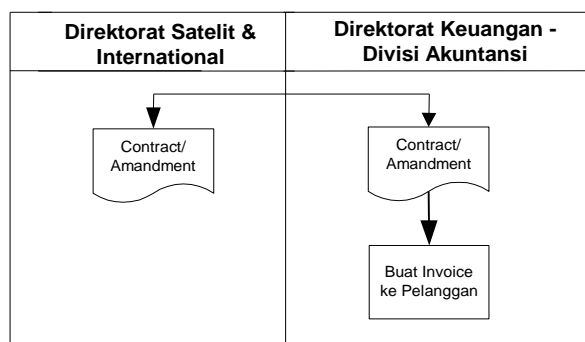 Direktorat Satelit &
International
Direktorat Keuangan -
Divisi Akuntansi
Contract/
Amandment
Contract/
Amandment
Buat Invoice
ke Pelanggan